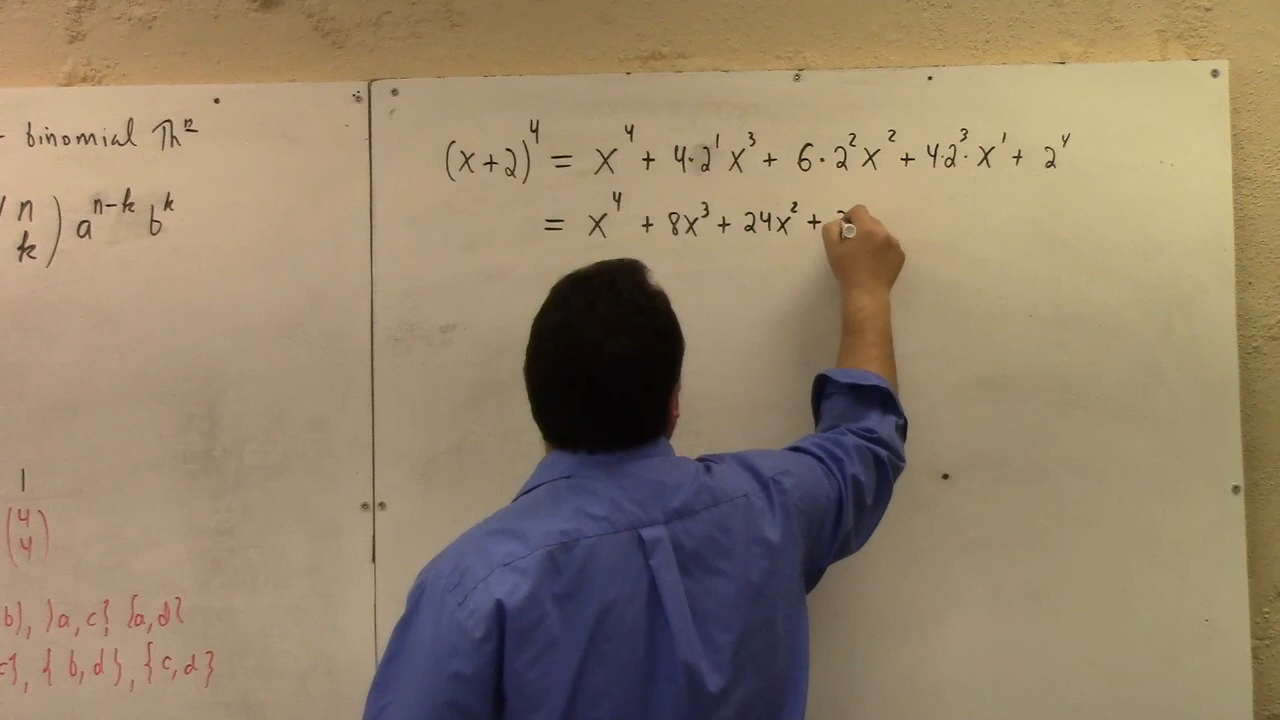 - binomial Thm
(n k) a^{n-k} b^k
1
(4 4)
b}, {a,c} {a,d}
c}, {b,d}, {c,d}
(x+2)^4 = x^4 + 4·2^1 x^3 + 6·2^2 x^2 + 4·2^3·x^1 + 2^4
= x^4 + 8x^3 + 24x^2 +